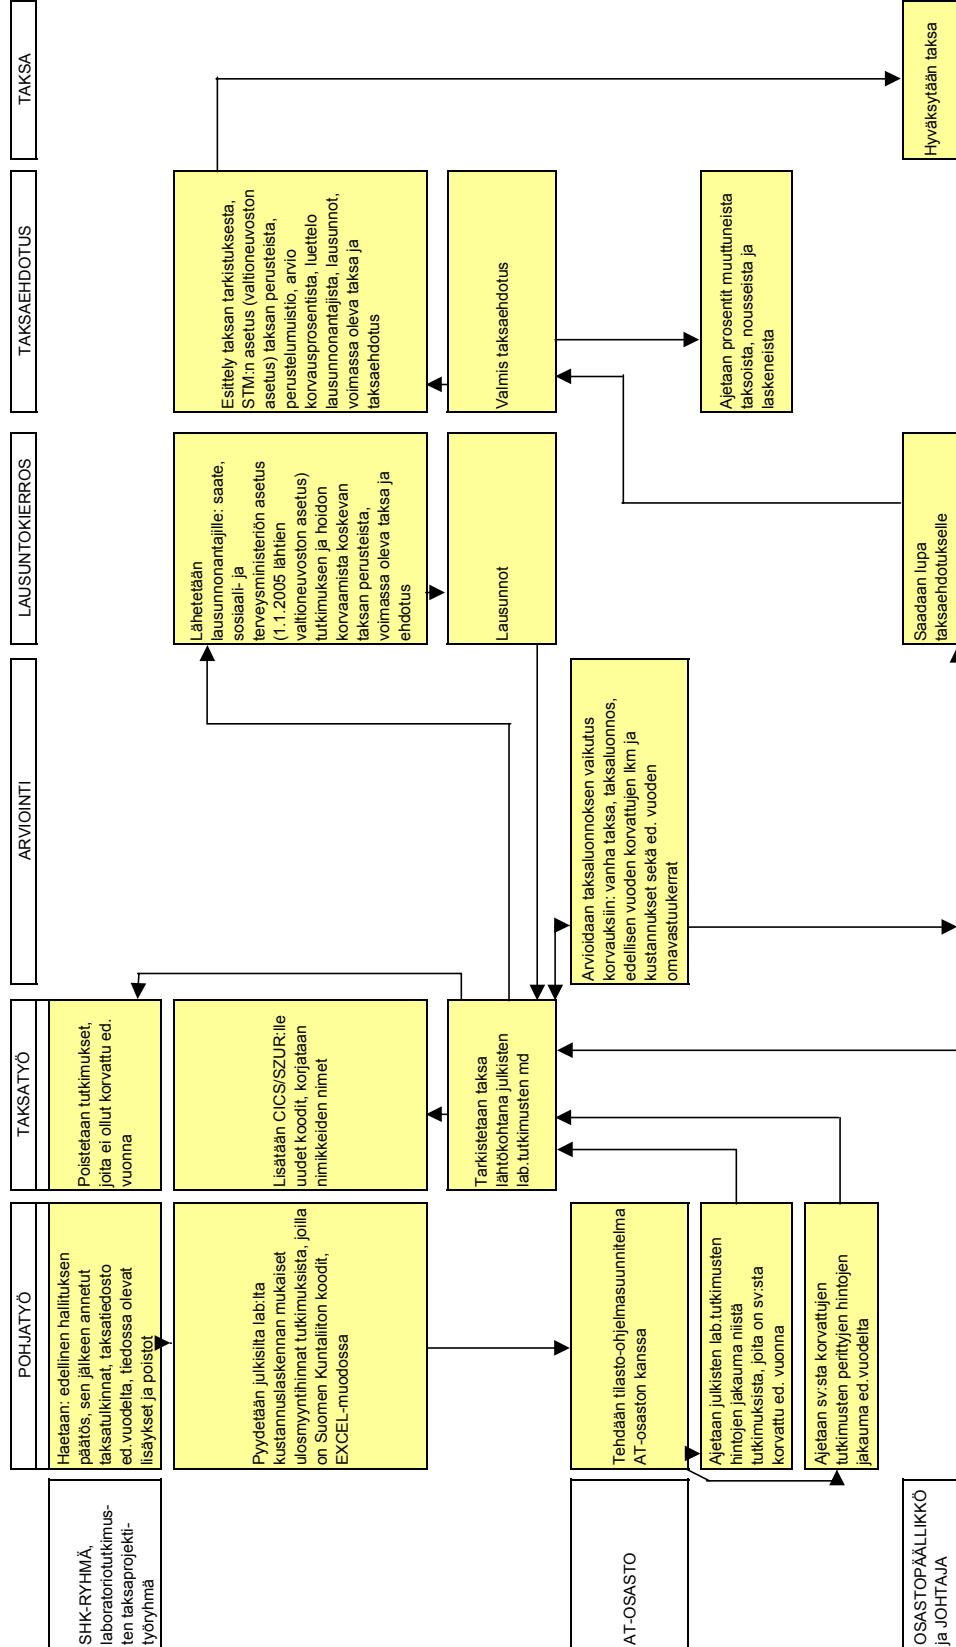 POHJATYÖ
TAKSATYÖ
ARVIOINTI
LAUSUNTOKIERROS
TAKSAEHDOTUS
TAKSA
SHK-RYHMÄ,
laboratoriotutkimus-
ten taksaprojekti-
työryhmä
Haetaan: edellinen hallituksen
päätös, sen jälkeen annetut
taksatulkinnat, taksatiedosto
ed.vuodelta, tiedossa olevat
lisäykset ja poistot
Poistetaan tutkimukset,
joita ei ollut korvattu ed.
vuonna
Pyydetään julkisilta lab:lta
kustannuslaskennan mukaiset
ulosmyyntihinnat tutkimuksista, joilla
on Suomen Kuntaliiton koodit,
EXCEL-muodossa
Lisätään CICS/SZUR:lle
uudet koodit, korjataan
nimikkeiden nimet
Lähetetään
lausunnonantajille: saate,
sosiaali- ja
terveysministeriön asetus
(1.1.2005 lähtien
valtioneuvoston asetus)
tutkimuksen ja hoidon
korvaamista koskevan
taksan perusteista,
voimassa oleva taksa ja
ehdotus
Esittely taksan tarkistuksesta,
STM:n asetus (valtioneuvoston
asetus) taksan perusteista,
perustelumuistio, arvio
korvausprosentista, luettelo
lausunnonantajista, lausunnot,
voimassa oleva taksa ja
taksaehdotus
Tarkistetaan taksa
lähtökohtana julkisten
lab.tutkimusten md
Lausunnot
Valmis taksaehdotus
AT-OSASTO
Tehdään tilasto-ohjelmasuunnitelma
AT-osaston kanssa
Arvioidaan taksaluonnoksen vaikutus
korvauksiin: vanha taksa, taksaluonnos,
edellisen vuoden korvattujen lkm ja
kustannukset sekä ed. vuoden
omavastuukerrat
Ajetaan julkisten lab.tutkimusten
hintojen jakauma niistä
tutkimuksista, joita on sv:sta
korvattu ed. vuonna
Ajetaan prosentit muuttuneista
taksoista, nousseista ja
laskeneista
Ajetaan sv:sta korvattujen
tutkimusten perittyjen hintojen
jakauma ed.vuodelta
OSASTOPÄÄLLIKKÖ
ja JOHTAJA
Saadaan lupa
taksaehdotukselle
Hyväksytään taksa